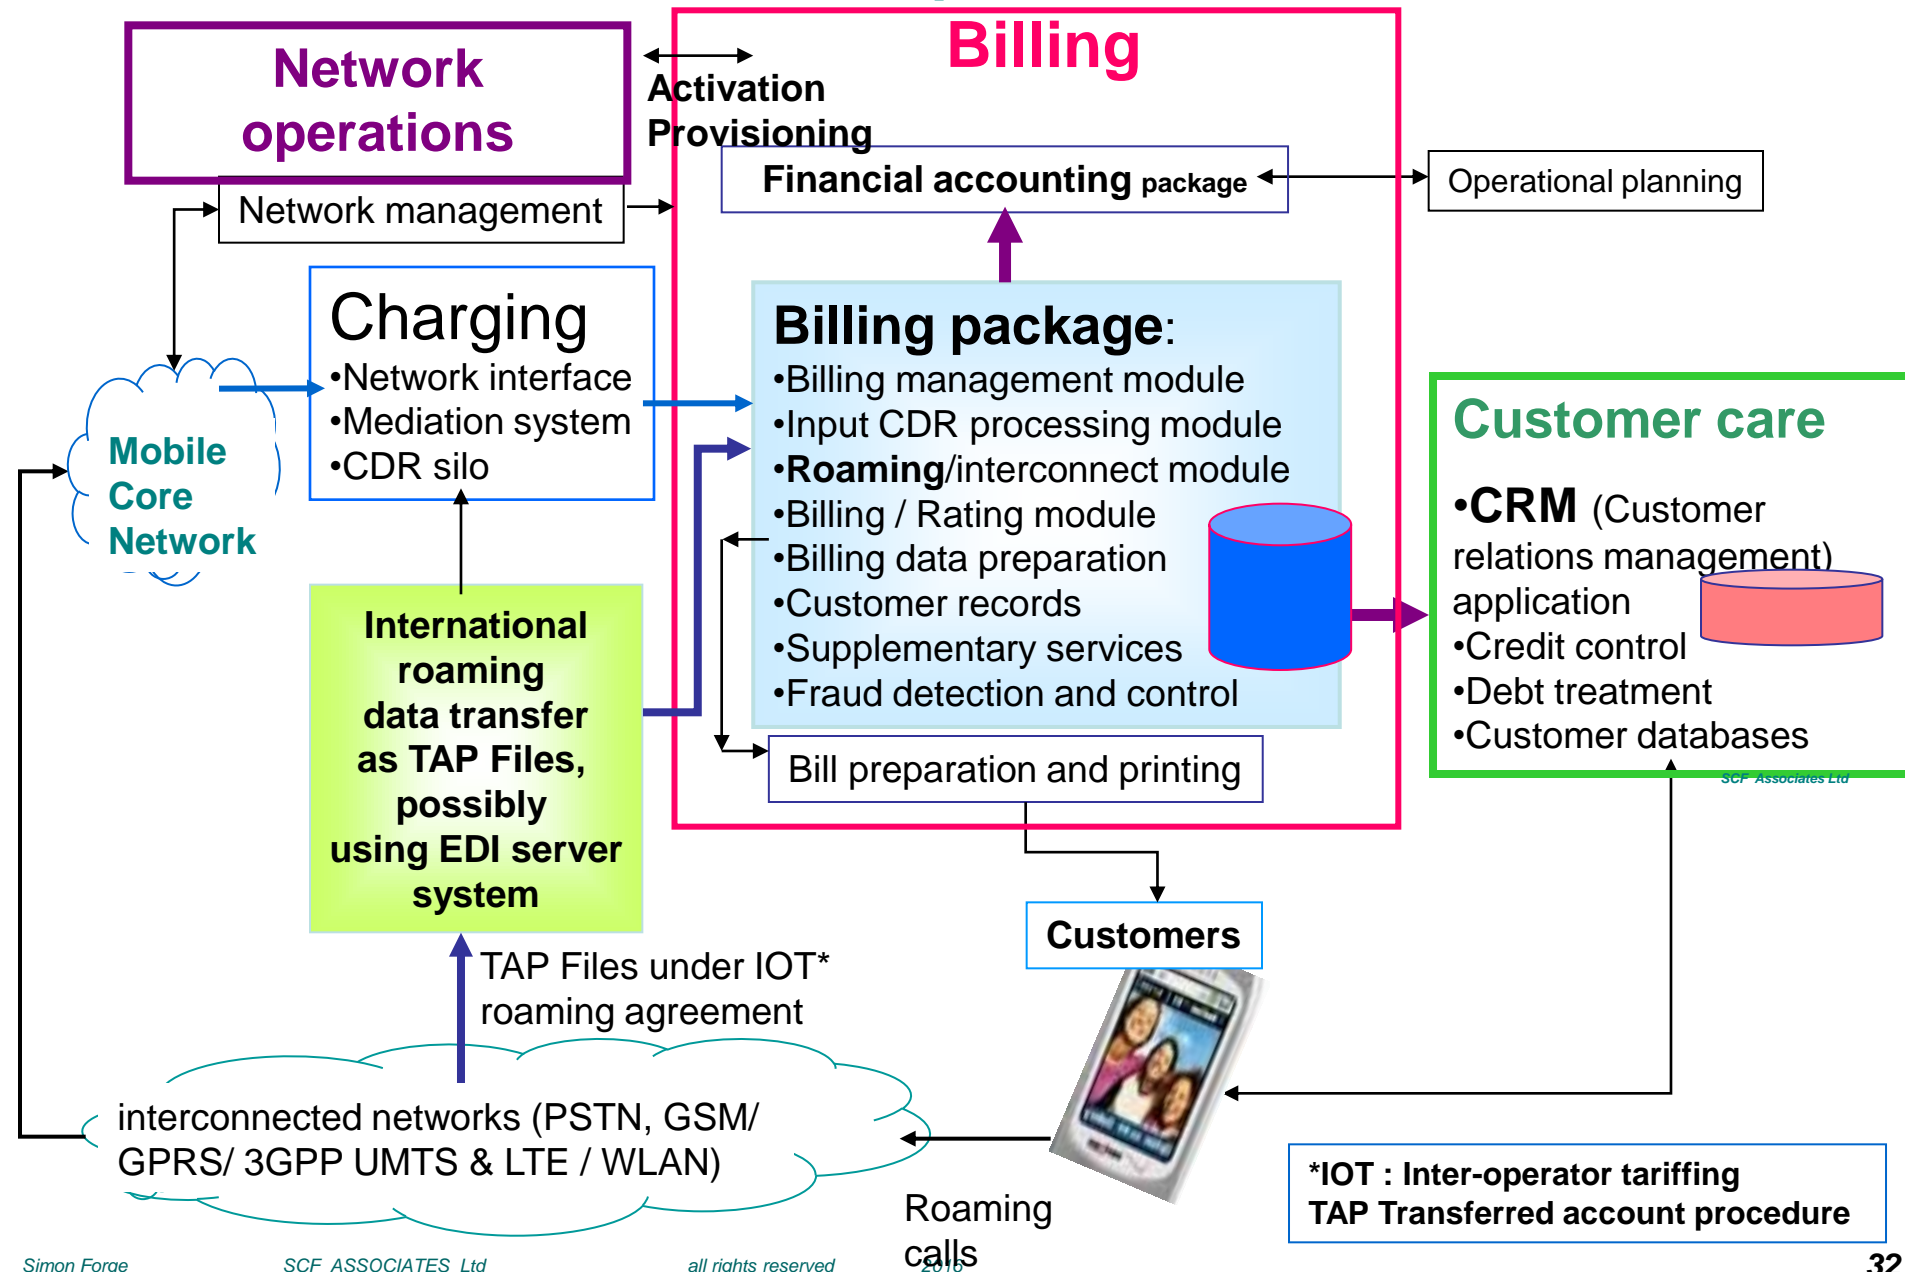 Billing
Network
operations
Activation
Provisioning
Financial accounting package
Operational planning
Network management
Charging
•Network interface
•Mediation system
•CDR silo
Billing package:
•Billing management module
•Input CDR processing module
•Roaming/interconnect module
•Billing / Rating module
•Billing data preparation
•Customer records
•Supplementary services
•Fraud detection and control
Customer care
•CRM (Customer
relations management)
application
•Credit control
•Debt treatment
•Customer databases
SCF Associates Ltd
Mobile
Core
Network
International
roaming
data transfer
as TAP Files,
possibly
using EDI server
system
Bill preparation and printing
Customers
TAP Files under IOT*
roaming agreement
interconnected networks (PSTN, GSM/
GPRS/ 3GPP UMTS & LTE / WLAN)
Roaming
calls
*IOT : Inter-operator tariffing
TAP Transferred account procedure
Simon Forge SCF ASSOCIATES Ltd all rights reserved 2016
32